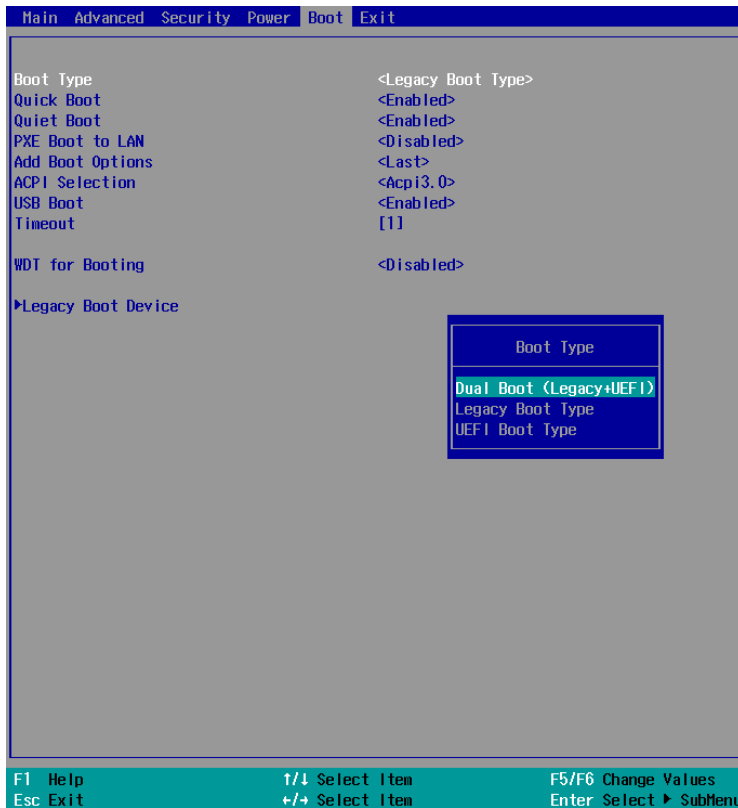 Main Advanced Security Power Boot Exit
Boot Type <Legacy Boot Type>
Quick Boot <Enabled>
Quiet Boot <Enabled>
PXE Boot to LAN <Disabled>
Add Boot Options <Last>
ACPI Selection <Acpi3.0>
USB Boot <Enabled>
Timeout [1]
WDT for Booting <Disabled>
▶Legacy Boot Device
Boot Type
Dual Boot (Legacy+UEFI)
Legacy Boot Type
UEFI Boot Type
F1 Help ↑/↓ Select Item F5/F6 Change Values
Esc Exit ←/→ Select Item Enter Select ▶ SubMenu